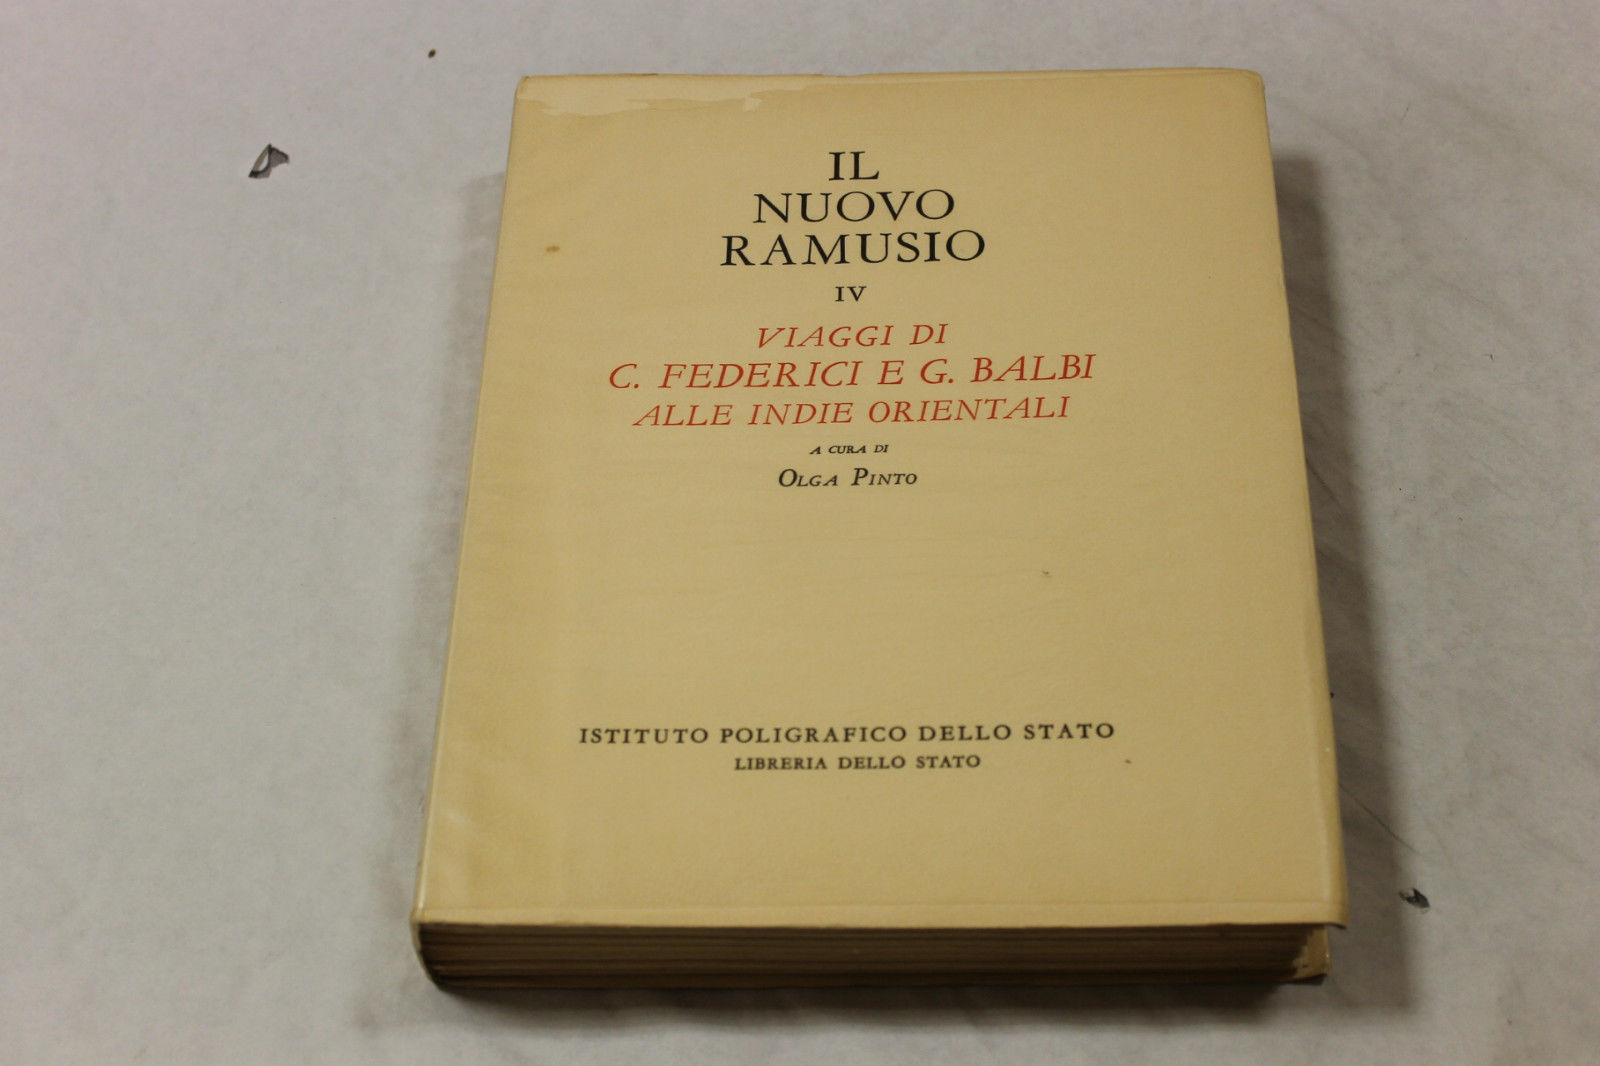 IL
NUOVO
RAMUSIO
IV
VIAGGI DI
C. FEDERICI E G. BALBI
ALLE INDIE ORIENTALI
A CURA DI
OLGA PINTO
ISTITUTO POLIGRAFICO DELLO STATO
LIBRERIA DELLO STATO